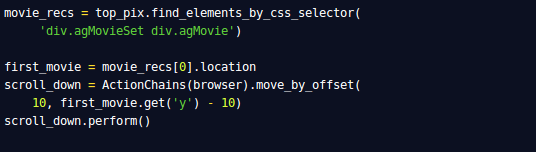 movie_recs = top_pix.find_elements_by_css_selector(
     'div.agMovieSet div.agMovie')

first_movie = movie_recs[0].location
scroll_down = ActionChains(browser).move_by_offset(
    10, first_movie.get('y') - 10)
scroll_down.perform()